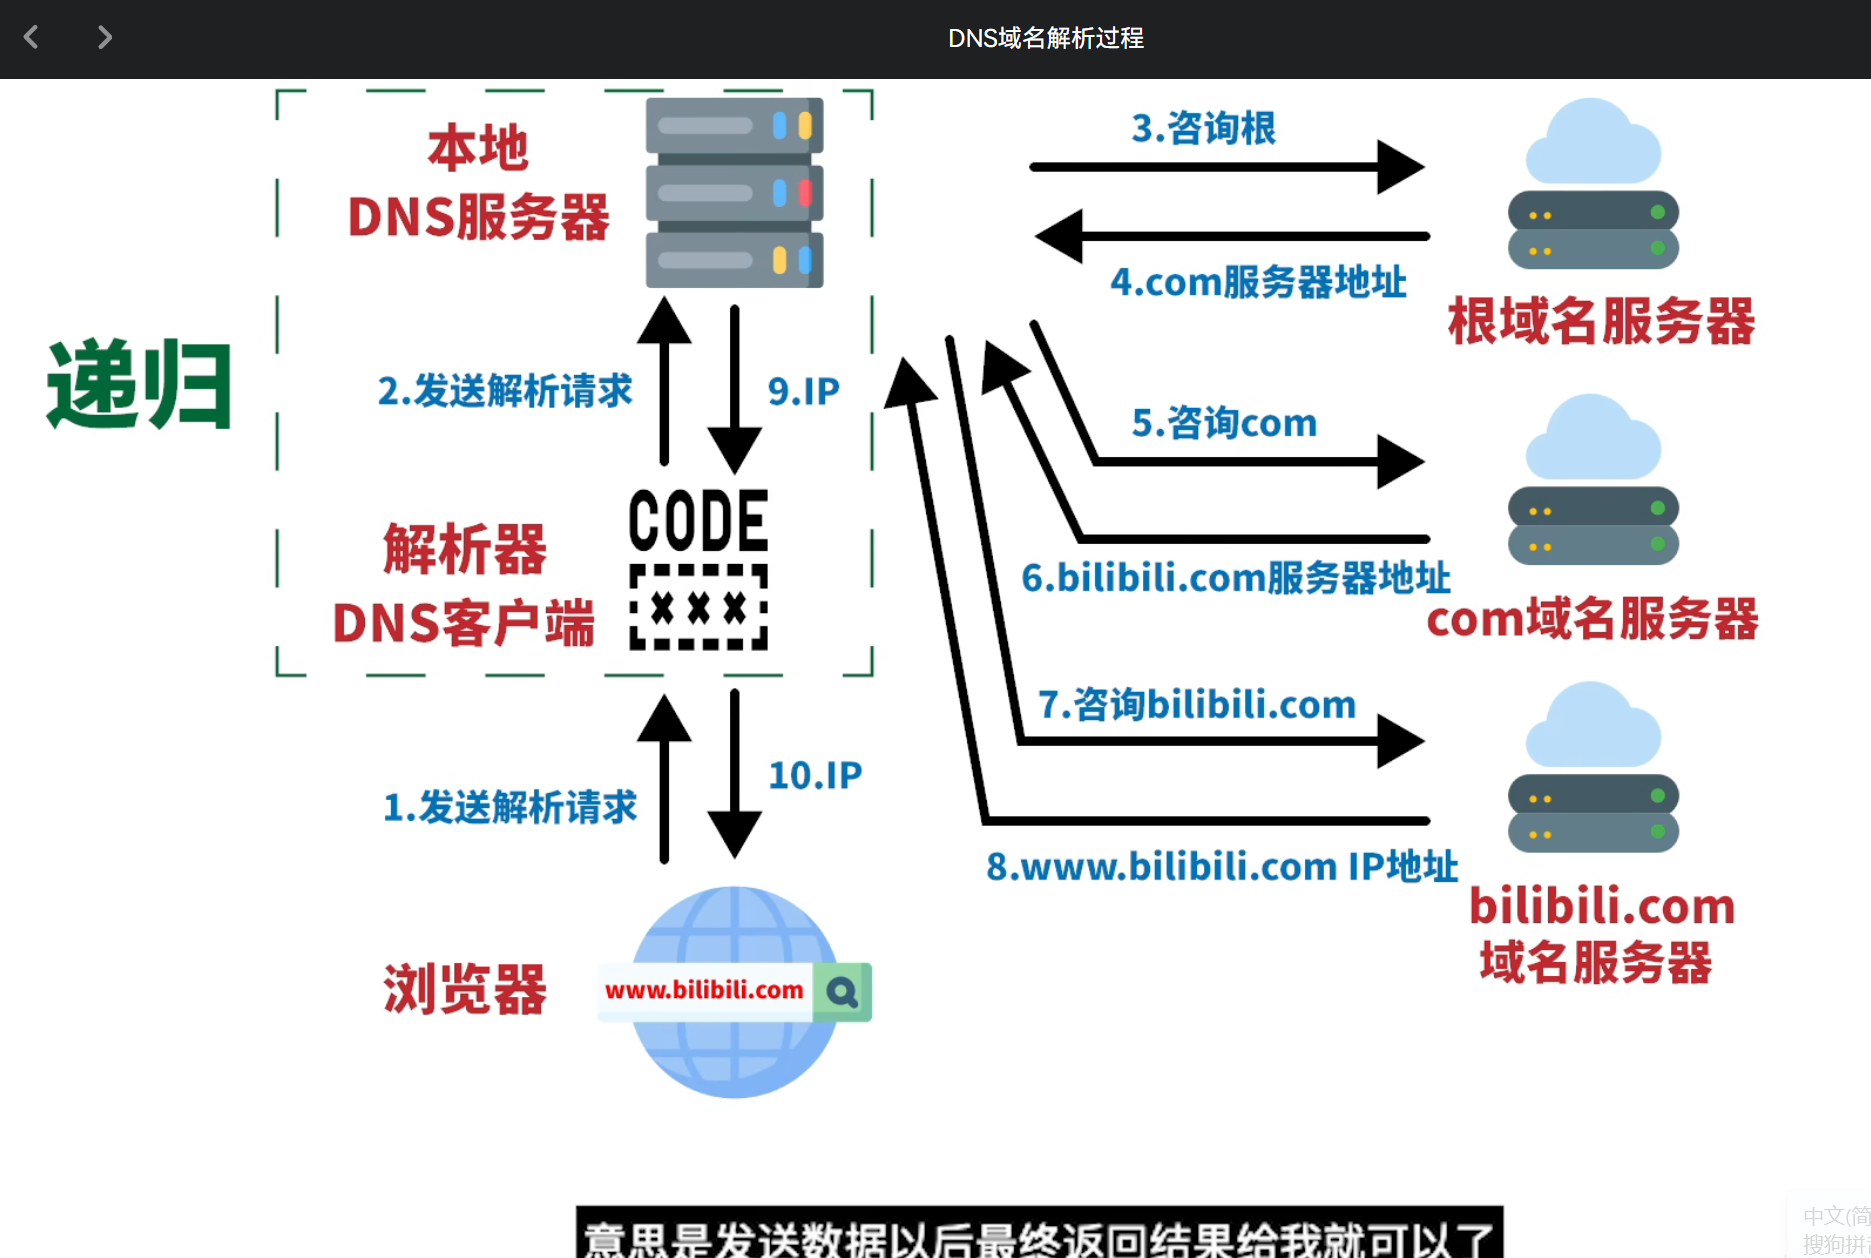 DNS域名解析过程
本地
DNS服务器
3.咨询根
4.com服务器地址
根域名服务器
递归
2.发送解析请求
9.IP
5.咨询com
CODE
解析器
DNS客户端
6.bilibili.com服务器地址
com域名服务器
7.咨询bilibili.com
1.发送解析请求
10.IP
8.www.bilibili.com IP地址
bilibili.com
域名服务器
浏览器
www.bilibili.com
意思是发送数据以后最终返回结果给我就可以了
中文(简
搜狗拼